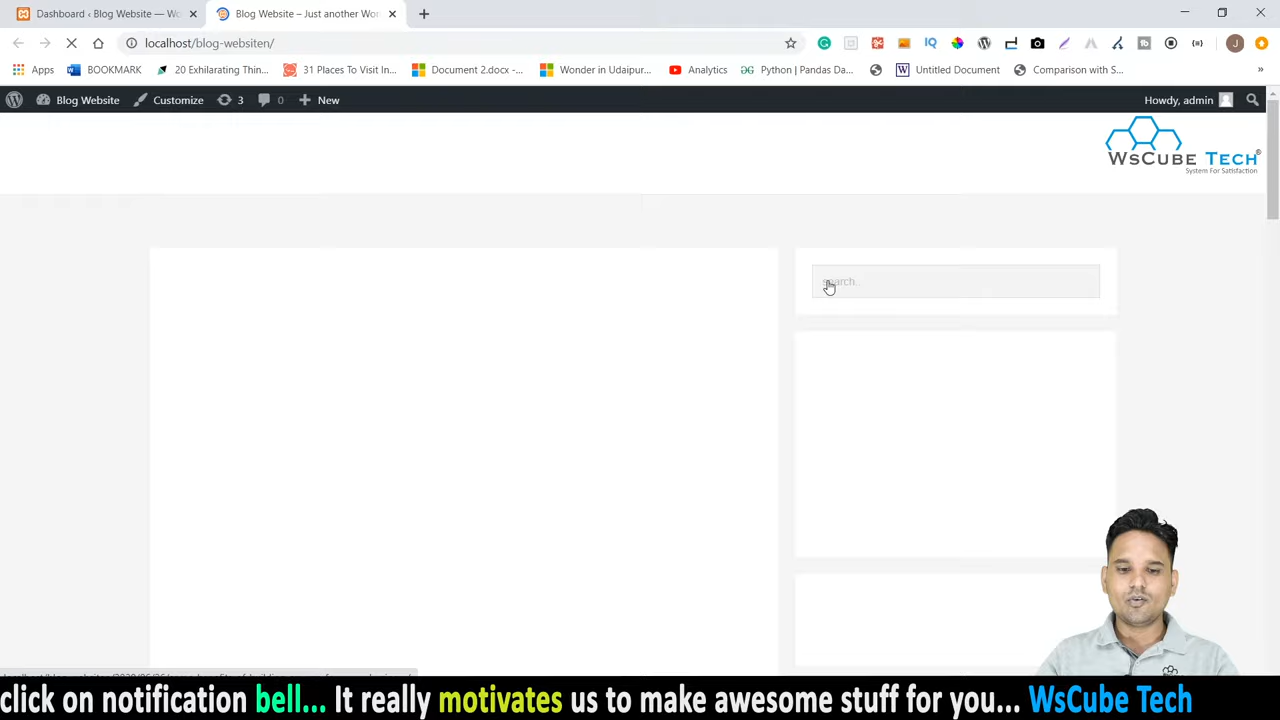 Dashboard ‹ Blog Website — Wo
Blog Website – Just another Wor
localhost/blog-websiten/
Apps
BOOKMARK
20 Exhilarating Thin...
31 Places To Visit In...
Document 2.docx -...
Wonder in Udaipur...
Analytics
Python | Pandas Da...
Untitled Document
Comparison with S...
Blog Website
Customize
3
0
New
Howdy, admin
WsCube Tech®
System For Satisfaction
search..
click on notification bell... It really motivates us to make awesome stuff for you... WsCube Tech